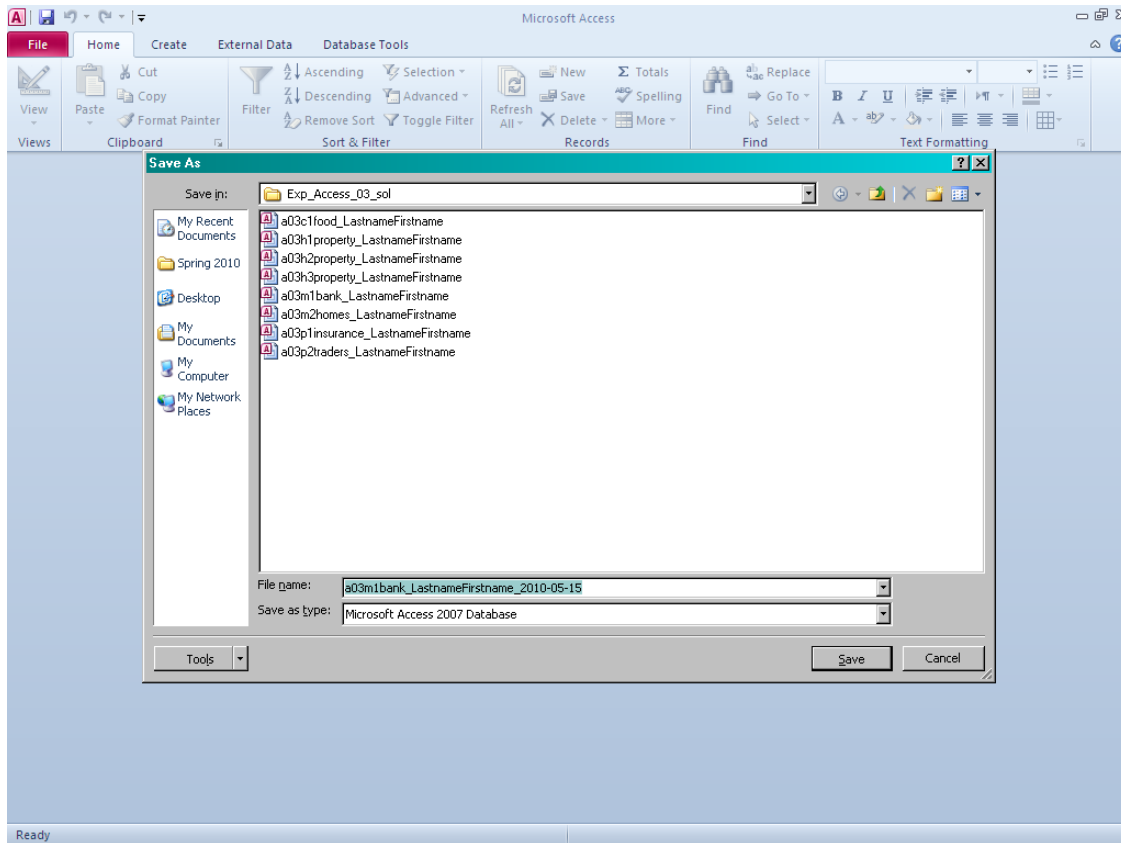 Microsoft Access
File Home Create External Data Database Tools
View
Views
Paste
Cut
Copy
Format Painter
Clipboard
Filter
Ascending
Descending
Remove Sort
Selection
Advanced
Toggle Filter
Sort & Filter
Refresh
All
New
Save
Delete
Totals
Spelling
More
Records
Find
Replace
Go To
Select
Find
B I U
A
Text Formatting
Save As
Save in: Exp_Access_03_sol
My Recent
Documents
Spring 2010
Desktop
My
Documents
My
Computer
My Network
Places
a03c1food_LastnameFirstname
a03h1property_LastnameFirstname
a03h2property_LastnameFirstname
a03h3property_LastnameFirstname
a03m1bank_LastnameFirstname
a03m2homes_LastnameFirstname
a03p1insurance_LastnameFirstname
a03p2traders_LastnameFirstname
File name: a03m1bank_LastnameFirstname_2010-05-15
Save as type: Microsoft Access 2007 Database
Tools
Save
Cancel
Ready